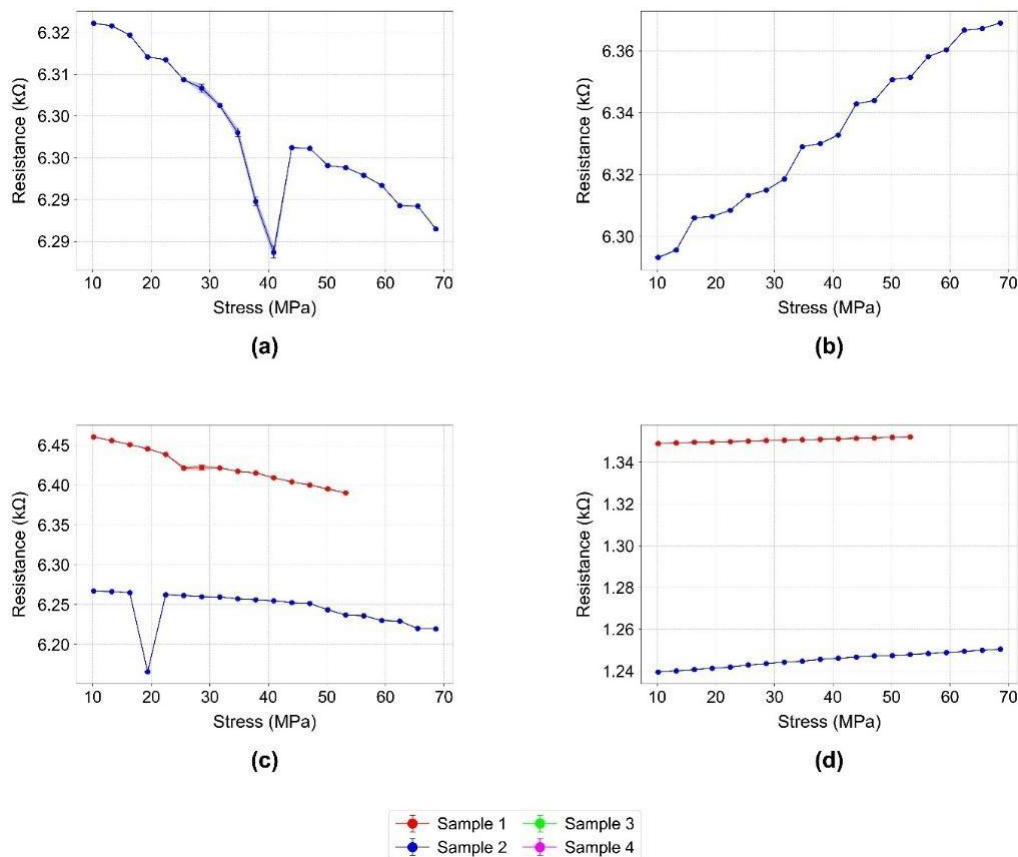 6.32
6.31
6.30
6.30
6.29
6.29
Resistance (kΩ)
10 20 30 40 50 60 70
Stress (MPa)
(a)
6.36
6.34
6.32
6.30
Resistance (kΩ)
10 20 30 40 50 60 70
Stress (MPa)
(b)
6.45
6.40
6.35
6.30
6.25
6.20
Resistance (kΩ)
10 20 30 40 50 60 70
Stress (MPa)
(c)
1.34
1.32
1.30
1.28
1.26
1.24
Resistance (kΩ)
10 20 30 40 50 60 70
Stress (MPa)
(d)
Sample 1 Sample 3
Sample 2 Sample 4